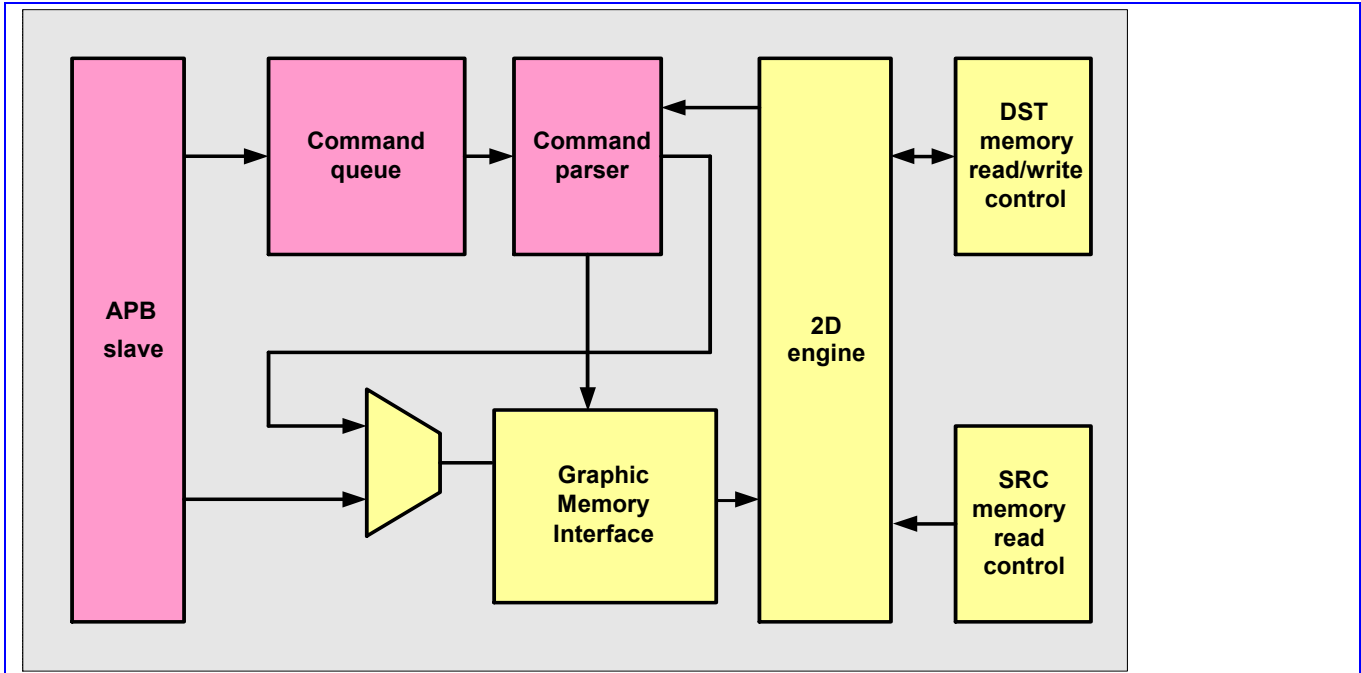 APB
slave
Command
queue
Command
parser
2D
engine
DST
memory
read/write
control
Graphic
Memory
Interface
SRC
memory
read
control